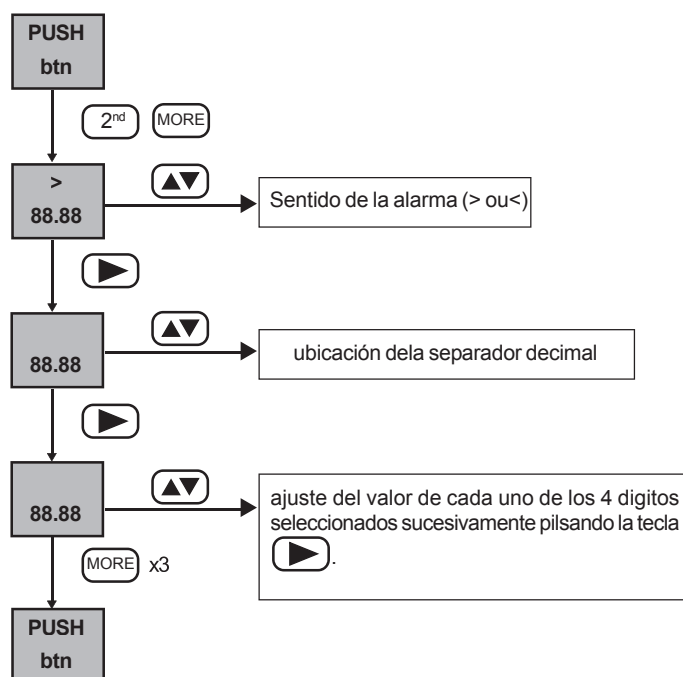 PUSH
btn
2nd MORE
>
88.88
▲▼
Sentido de la alarma (> ou<)
▶
88.88
▲▼
ubicación dela separador decimal
▶
88.88
▲▼
ajuste del valor de cada uno de los 4 digitos
seleccionados sucesivamente pilsando la tecla
▶.
MORE x3
PUSH
btn